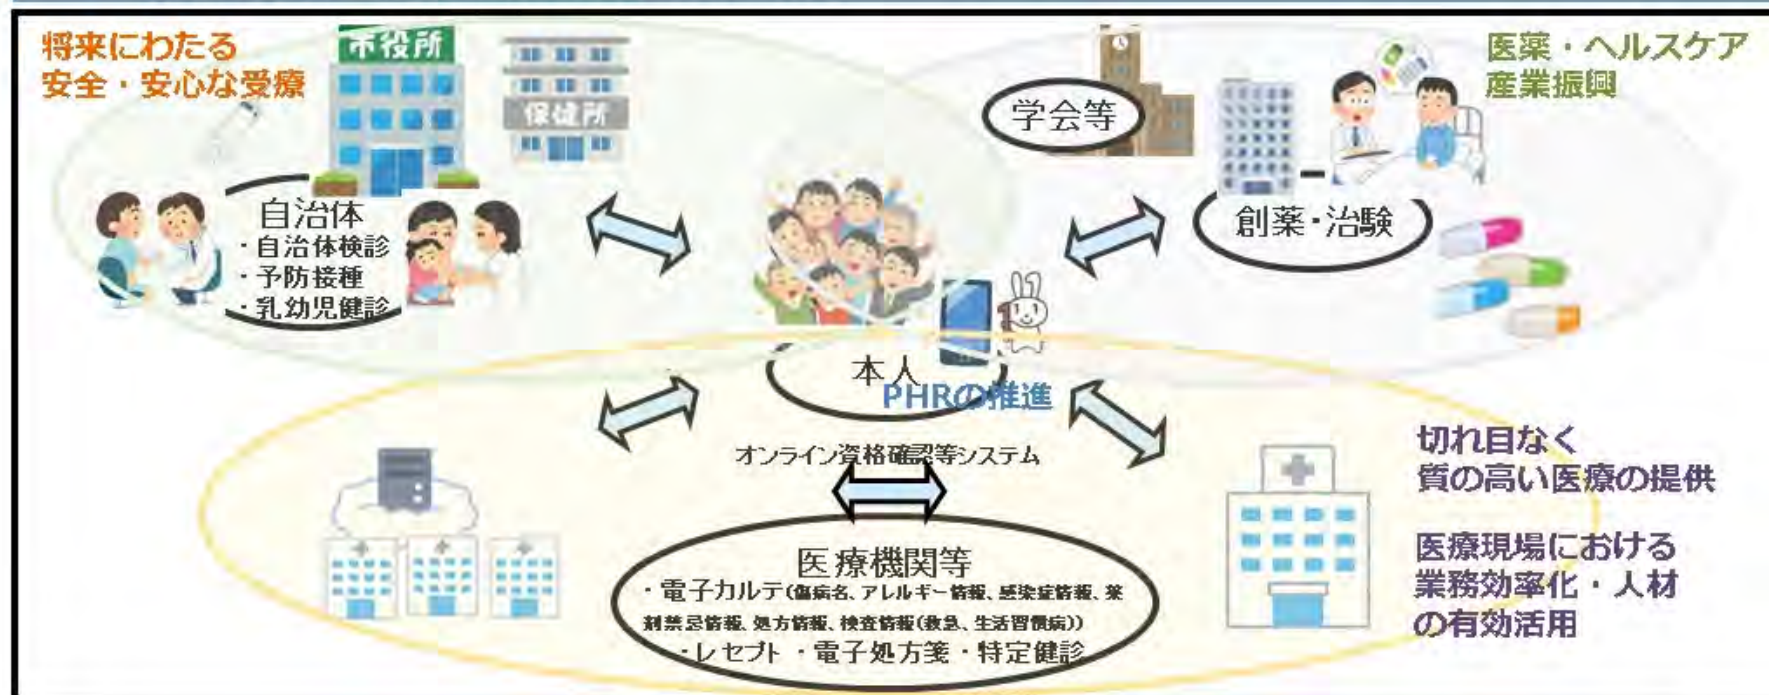 将来にわたる
安全・安心な受療
市役所
保健所
学会等
医薬・ヘルスケア
産業振興
自治体
・自治体検診
・予防接種
・乳幼児健診
創薬・治験
本人
PHRの推進
オンライン資格確認等システム
切れ目なく
質の高い医療の提供
医療現場における
業務効率化・人材
の有効活用
医療機関等
・電子カルテ(傷病名、アレルギー情報、感染症情報、薬
剤禁忌情報、処方情報、検査情報(救急、生活習慣病))
・レセプト・電子処方箋・特定健診